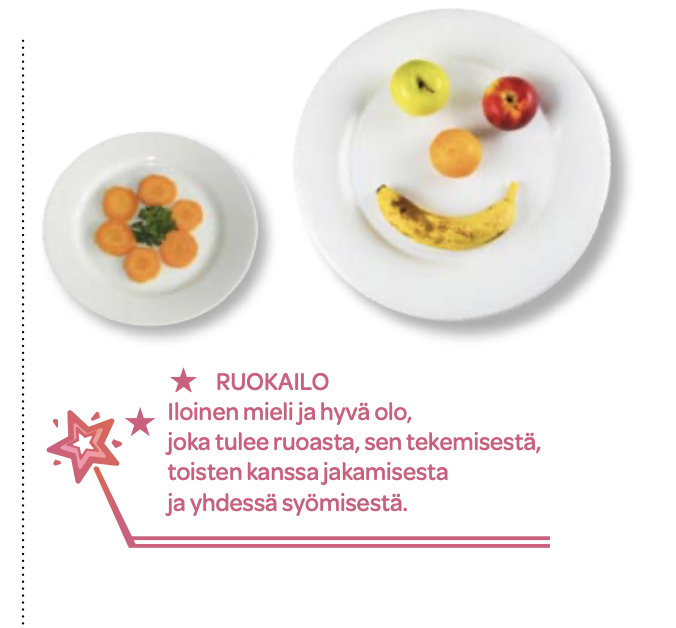 RUOKAILO
Iloinen mieli ja hyvä olo,
joka tulee ruoasta, sen tekemisestä,
toisten kanssa jakamisesta
ja yhdessä syömisestä.